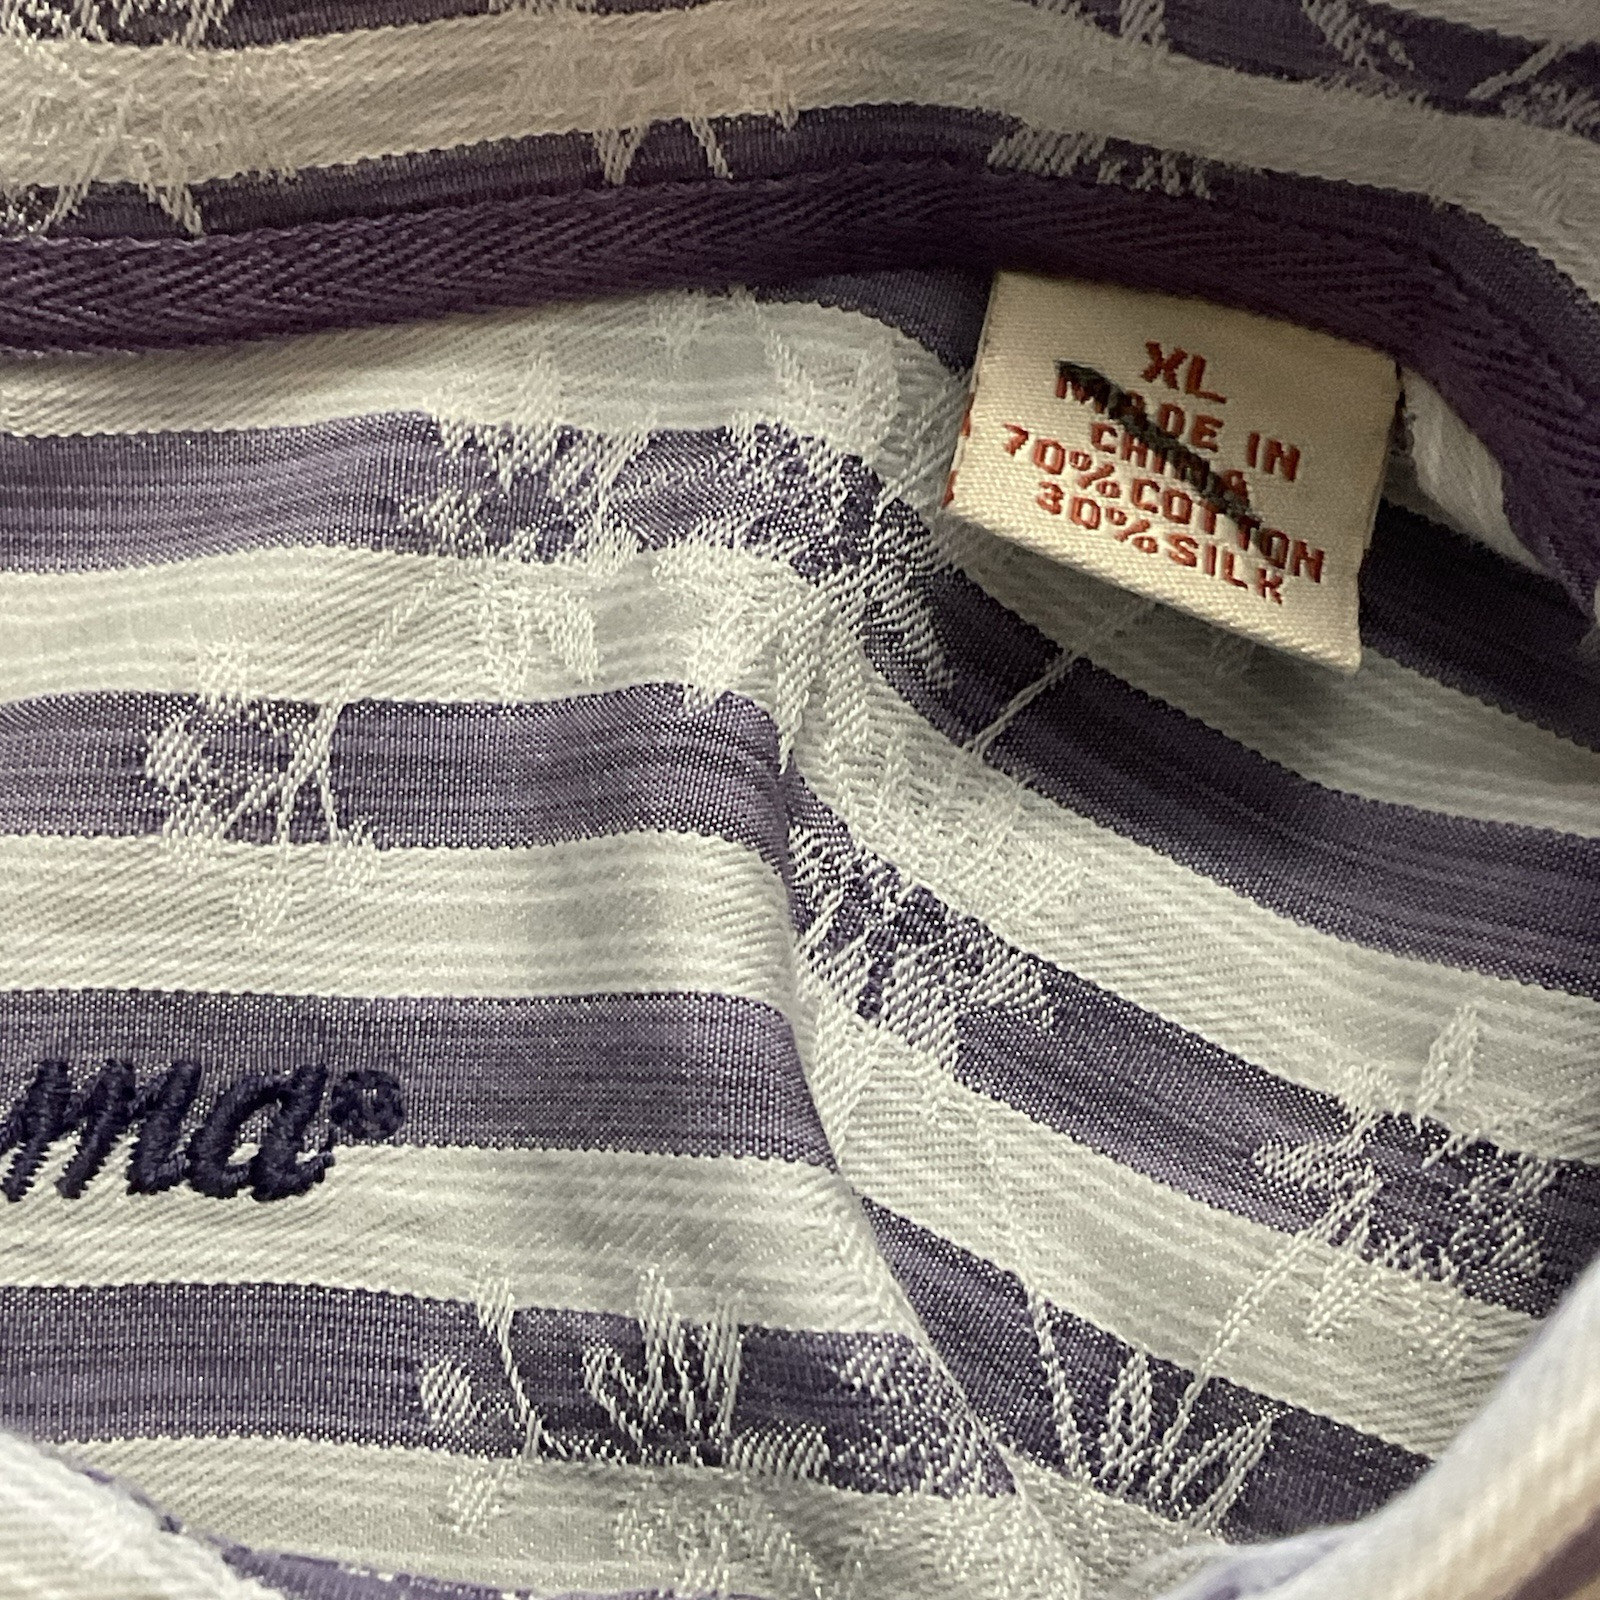 XL
MADE IN
CHINA
70%COTTON
30%SILK
ma®